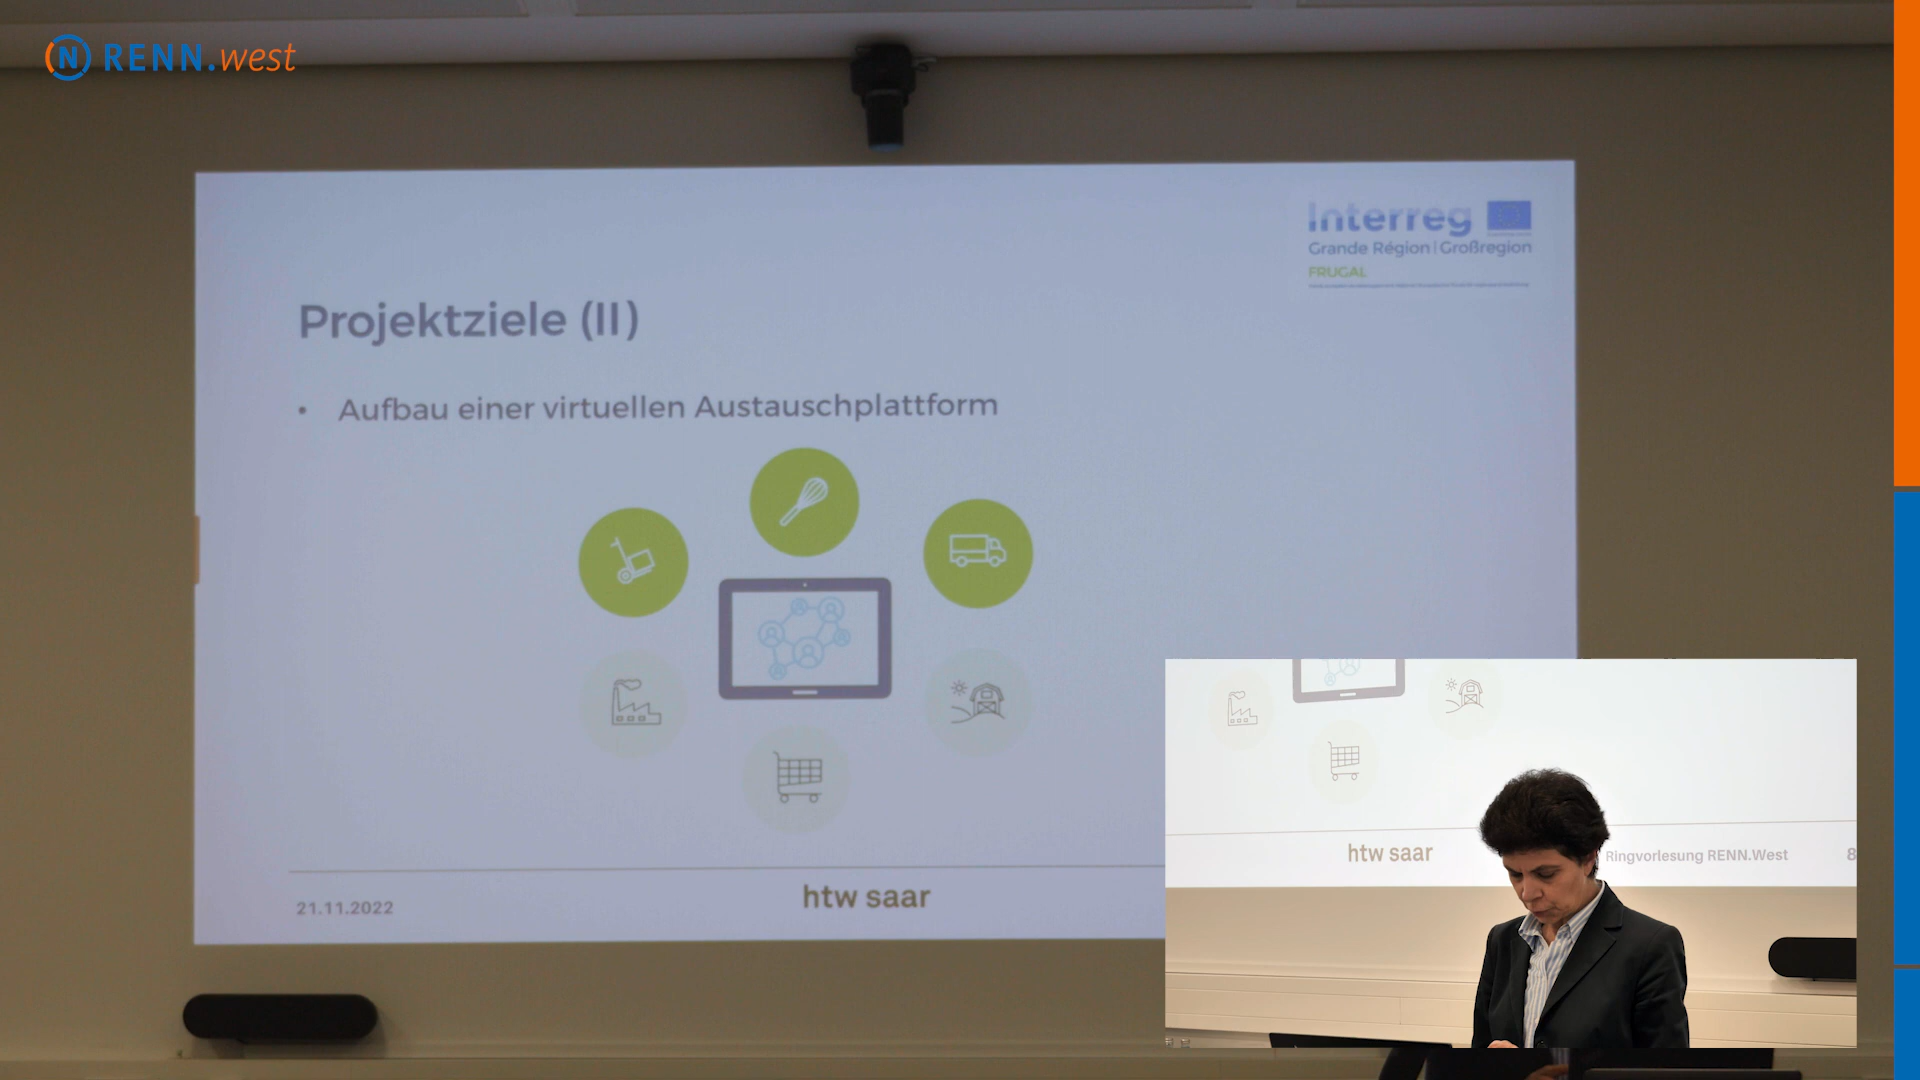 N RENN.west
Interreg
Grande Région | Großregion
FRUGAL
Projektziele (II)
• Aufbau einer virtuellen Austauschplattform
21.11.2022
htw saar
htw saar
Ringvorlesung RENN.West
8